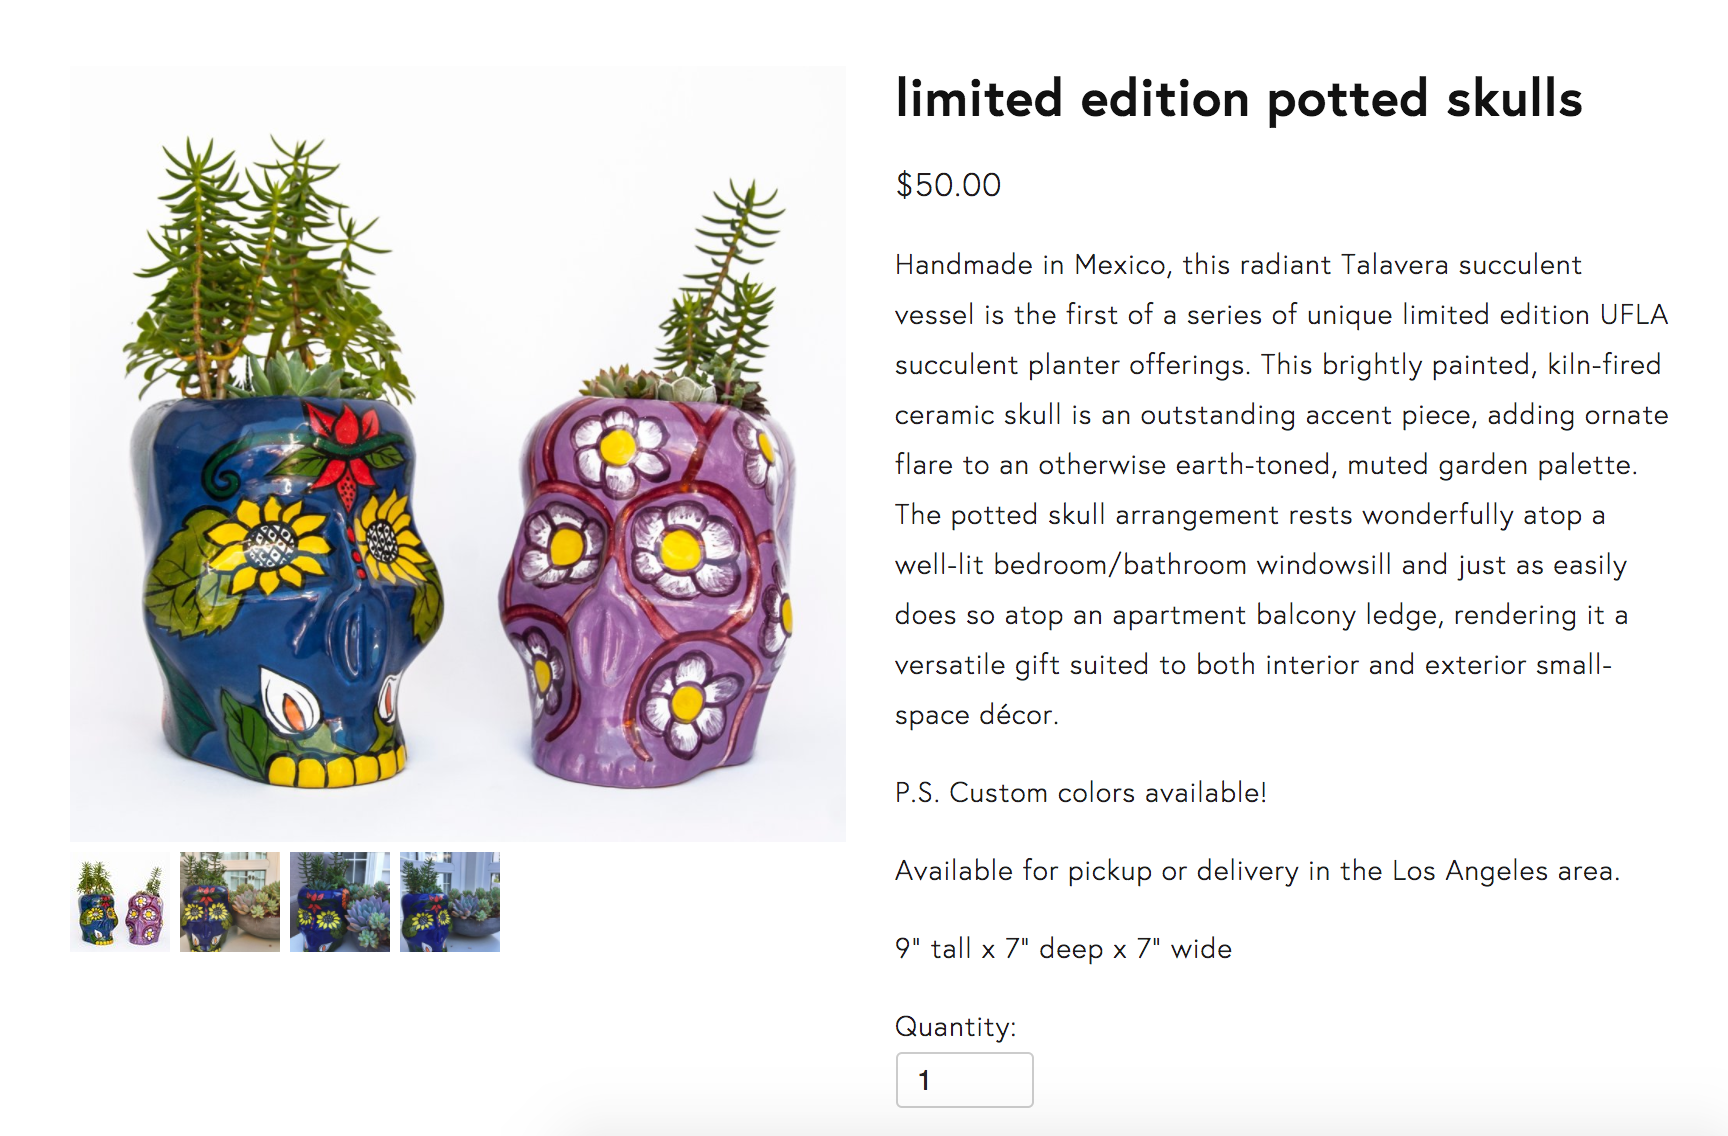 limited edition potted skulls
$50.00
Handmade in Mexico, this radiant Talavera succulent
vessel is the first of a series of unique limited edition UFLA
succulent planter offerings. This brightly painted, kiln-fired
ceramic skull is an outstanding accent piece, adding ornate
flare to an otherwise earth-toned, muted garden palette.
The potted skull arrangement rests wonderfully atop a
well-lit bedroom/bathroom windowsill and just as easily
does so atop an apartment balcony ledge, rendering it a
versatile gift suited to both interior and exterior small-
space décor.
P.S. Custom colors available!
Available for pickup or delivery in the Los Angeles area.
9" tall x 7" deep x 7" wide
Quantity:
1